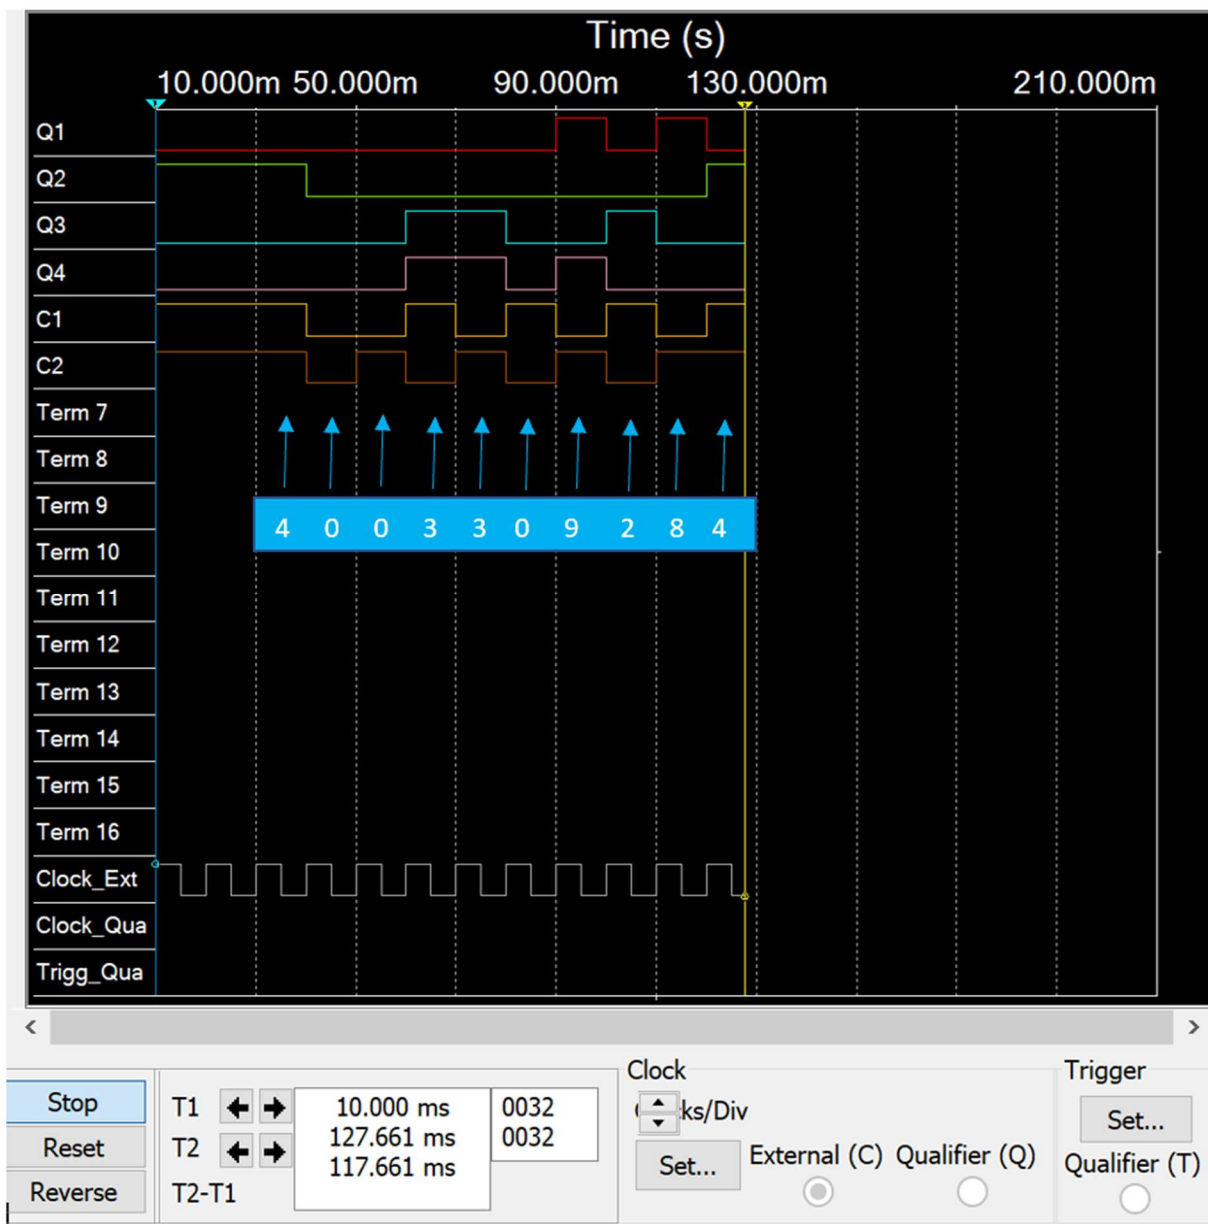 Time (s)
10.000m 50.000m 90.000m 130.000m 210.000m
Q1
Q2
Q3
Q4
C1
C2
Term 7
Term 8
Term 9
4 0 0 3 3 0 9 2 8 4
Term 10
Term 11
Term 12
Term 13
Term 14
Term 15
Term 16
Clock_Ext
Clock_Qua
Trigg_Qua
Stop
Reset
Reverse
T1 10.000 ms 0032
T2 127.661 ms 0032
T2-T1 117.661 ms
Clock
ks/Div
Set...
External (C) Qualifier (Q)
Trigger
Set...
Qualifier (T)